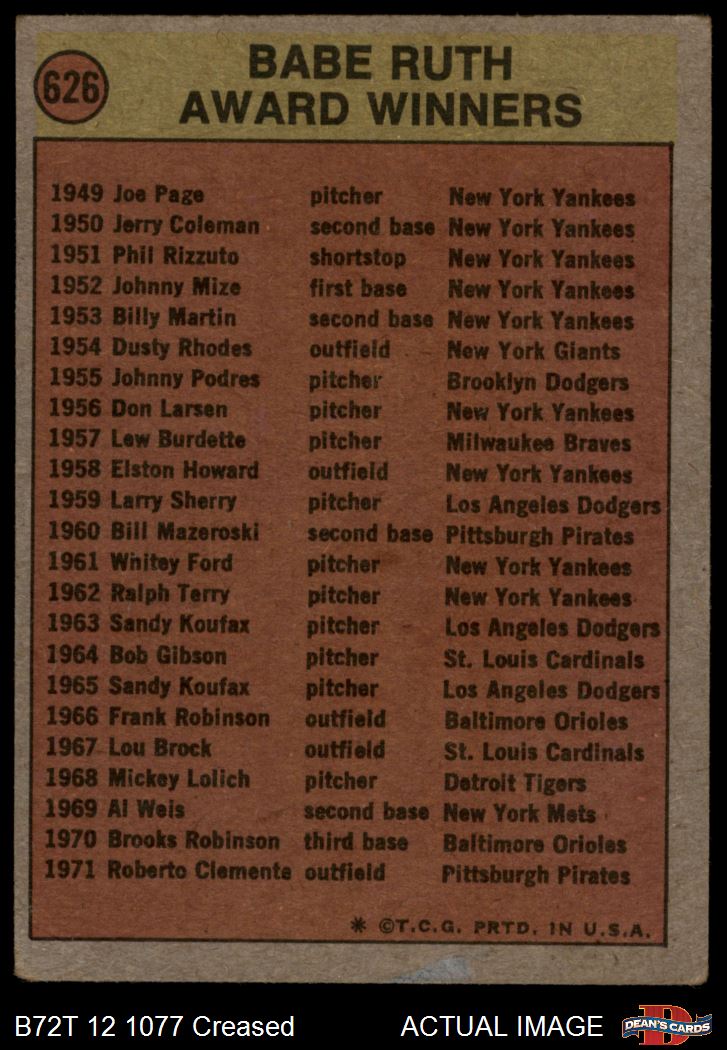 626
BABE RUTH
AWARD WINNERS
1949 Joe Page pitcher New York Yankees
1950 Jerry Coleman second base New York Yankees
1951 Phil Rizzuto shortstop New York Yankees
1952 Johnny Mize first base New York Yankees
1953 Billy Martin second base New York Yankees
1954 Dusty Rhodes outfield New York Giants
1955 Johnny Podres pitcher Brooklyn Dodgers
1956 Don Larsen pitcher New York Yankees
1957 Lew Burdette pitcher Milwaukee Braves
1958 Elston Howard outfield New York Yankees
1959 Larry Sherry pitcher Los Angeles Dodgers
1960 Bill Mazeroski second base Pittsburgh Pirates
1961 Whitey Ford pitcher New York Yankees
1962 Ralph Terry pitcher New York Yankees
1963 Sandy Koufax pitcher Los Angeles Dodgers
1964 Bob Gibson pitcher St. Louis Cardinals
1965 Sandy Koufax pitcher Los Angeles Dodgers
1966 Frank Robinson outfield Baltimore Orioles
1967 Lou Brock outfield St. Louis Cardinals
1968 Mickey Lolich pitcher Detroit Tigers
1969 Al Weis second base New York Mets
1970 Brooks Robinson third base Baltimore Orioles
1971 Roberto Clemente outfield Pittsburgh Pirates
* ©T.C.G. PRTD. IN U.S.A.
B72T 12 1077 Creased ACTUAL IMAGE
D
DEAN'S CARDS